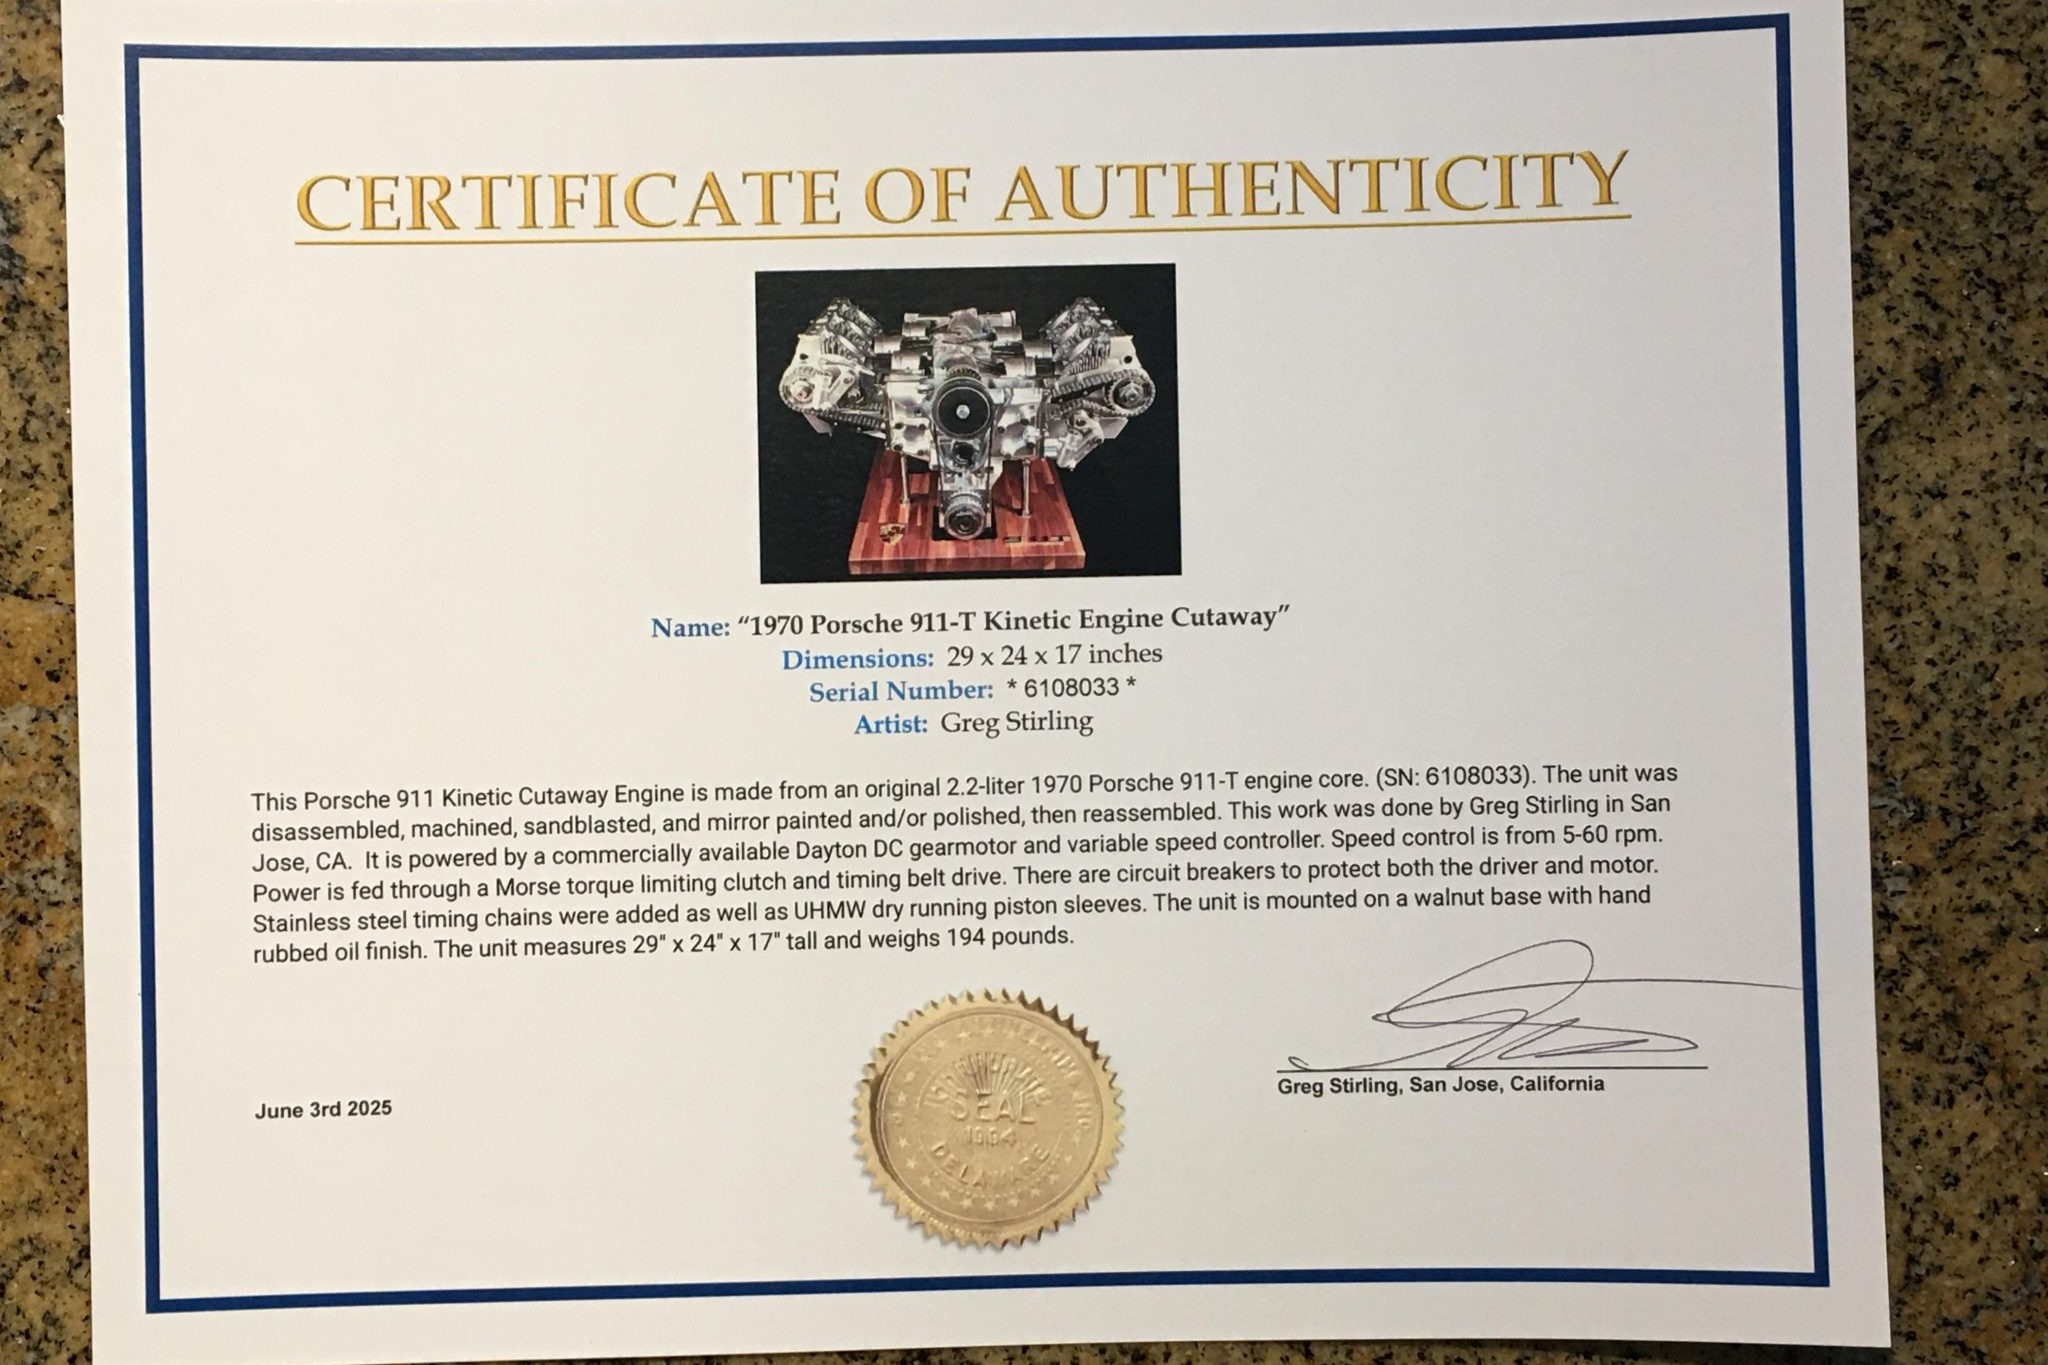 CERTIFICATE OF AUTHENTICITY
Name: “1970 Porsche 911-T Kinetic Engine Cutaway”
Dimensions: 29 x 24 x 17 inches
Serial Number: * 6108033 *
Artist: Greg Stirling
This Porsche 911 Kinetic Cutaway Engine is made from an original 2.2-liter 1970 Porsche 911-T engine core. (SN: 6108033). The unit was
disassembled, machined, sandblasted, and mirror painted and/or polished, then reassembled. This work was done by Greg Stirling in San
Jose, CA. It is powered by a commercially available Dayton DC gearmotor and variable speed controller. Speed control is from 5-60 rpm.
Power is fed through a Morse torque limiting clutch and timing belt drive. There are circuit breakers to protect both the driver and motor.
Stainless steel timing chains were added as well as UHMW dry running piston sleeves. The unit is mounted on a walnut base with hand
rubbed oil finish. The unit measures 29" x 24" x 17" tall and weighs 194 pounds.
June 3rd 2025
SEAL
DELAWARE
Greg Stirling, San Jose, California